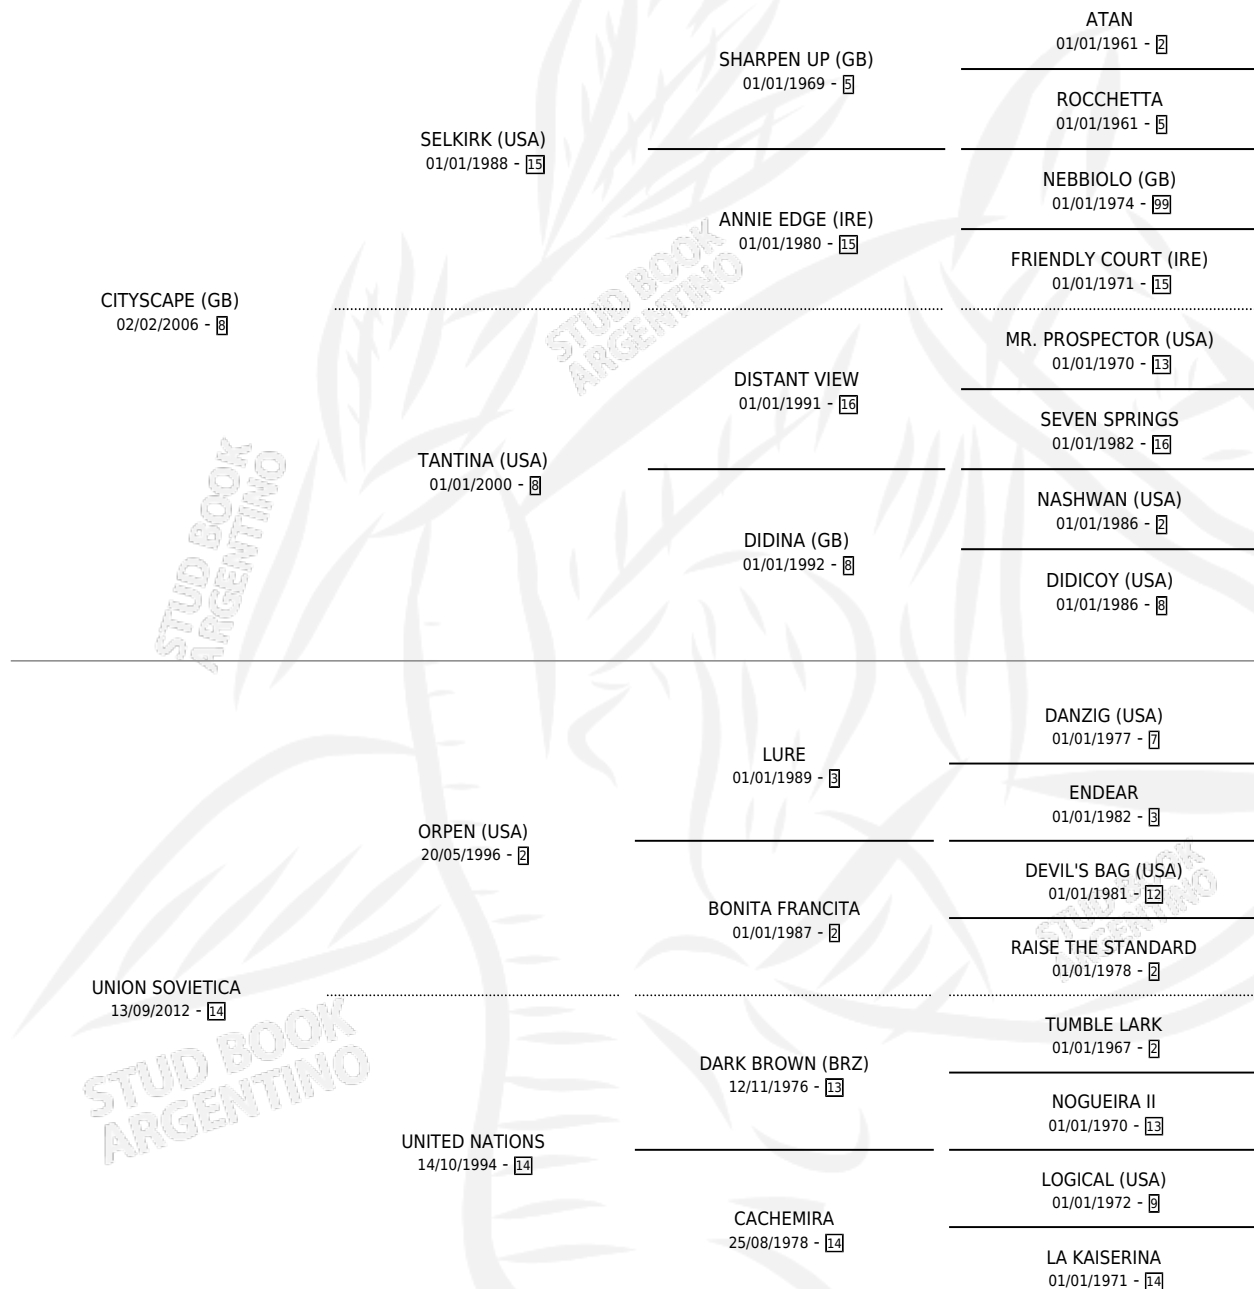 ATAN
01/01/1961 - 2
SHARPEN UP (GB)
01/01/1969 - 5
ROCCHETTA
01/01/1961 - 5
SELKIRK (USA)
01/01/1988 - 15
NEBBIOLO (GB)
01/01/1974 - 99
ANNIE EDGE (IRE)
01/01/1980 - 15
FRIENDLY COURT (IRE)
01/01/1971 - 15
CITYSCAPE (GB)
02/02/2006 - 8
MR. PROSPECTOR (USA)
01/01/1970 - 13
DISTANT VIEW
01/01/1991 - 16
SEVEN SPRINGS
01/01/1982 - 16
TANTINA (USA)
01/01/2000 - 8
NASHWAN (USA)
01/01/1986 - 2
DIDINA (GB)
01/01/1992 - 8
DIDICOY (USA)
01/01/1986 - 8
DANZIG (USA)
01/01/1977 - 7
LURE
01/01/1989 - 3
ENDEAR
01/01/1982 - 3
ORPEN (USA)
20/05/1996 - 2
DEVIL'S BAG (USA)
01/01/1981 - 12
BONITA FRANCITA
01/01/1987 - 2
RAISE THE STANDARD
01/01/1978 - 2
UNION SOVIETICA
13/09/2012 - 14
TUMBLE LARK
01/01/1967 - 2
DARK BROWN (BRZ)
12/11/1976 - 13
NOGUEIRA II
01/01/1970 - 13
UNITED NATIONS
14/10/1994 - 14
LOGICAL (USA)
01/01/1972 - 9
CACHEMIRA
25/08/1978 - 14
LA KAISERINA
01/01/1971 - 14
STUD BOOK
ARGENTINO
STUD BOOK
ARGENTINO
STUD BOOK
ARGENTINO
STUD BOOK
ARGENTINO